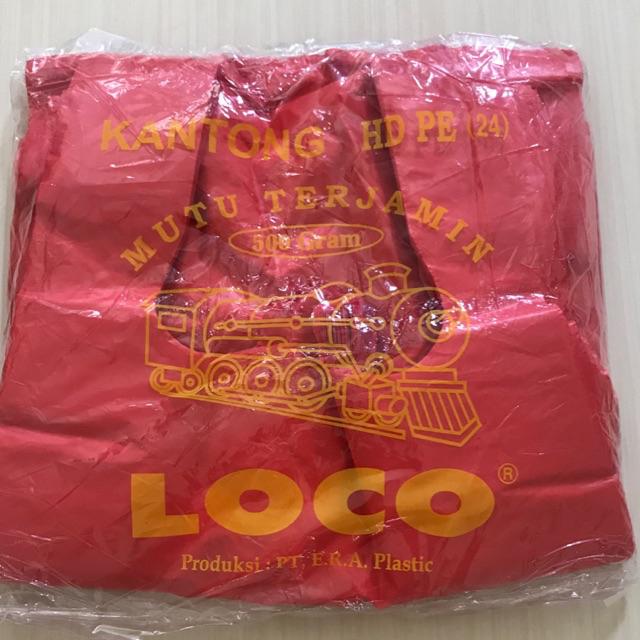 KANTONG HD PE (24)
MUTU TERJAMIN
500 Gram
LOCO ®
Produksi : PT. E.R.A. Plastic